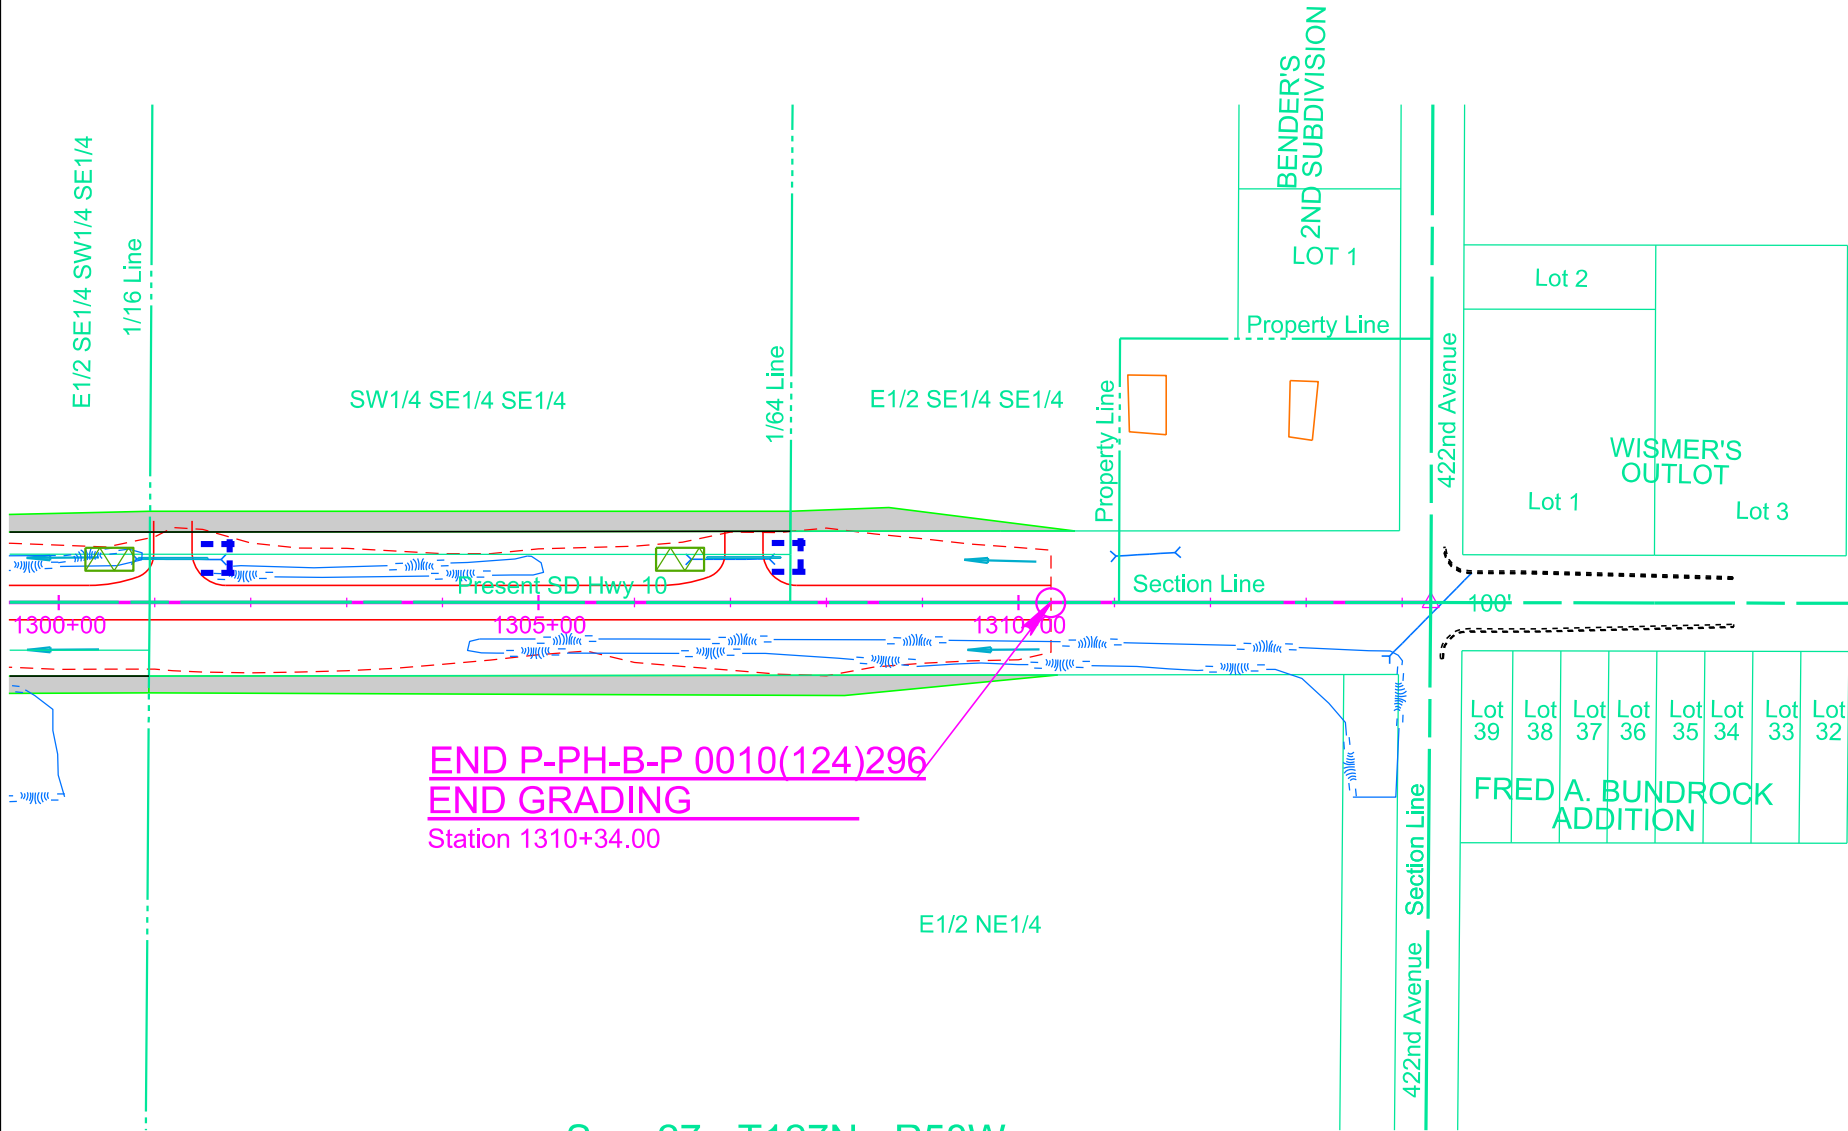 BENDER'S
2ND SUBDIVISION
LOT 1
E1/2 SE1/4 SW1/4 SE1/4
1/16 Line
SW1/4 SE1/4 SE1/4
1/64 Line
E1/2 SE1/4 SE1/4
Property Line
Property Line
422nd Avenue
Lot 2
WISMER'S
OUTLOT
Lot 1
Lot 3
Present SD Hwy 10
Section Line
100'
1300+00
1305+00
1310+00
END P-PH-B-P 0010(124)296
END GRADING
Station 1310+34.00
Lot
39
Lot
38
Lot
37
Lot
36
Lot
35
Lot
34
Lot
33
Lot
32
FRED A. BUNDROCK
ADDITION
Section Line
422nd Avenue
E1/2 NE1/4